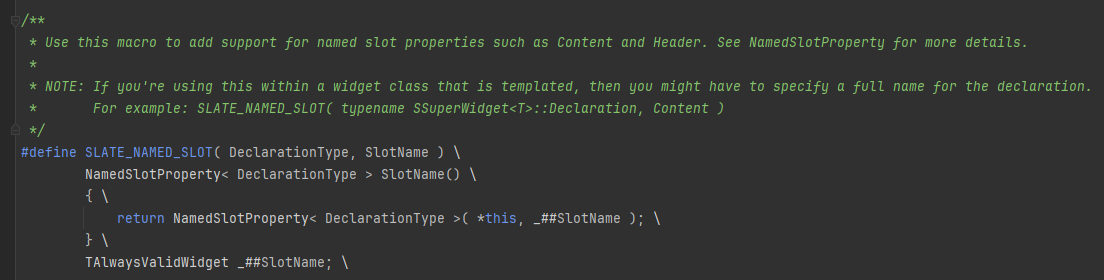 /**
 * Use this macro to add support for named slot properties such as Content and Header. See NamedSlotProperty for more details.
 *
 * NOTE: If you're using this within a widget class that is templated, then you might have to specify a full name for the declaration.
 *       For example: SLATE_NAMED_SLOT( typename SSuperWidget<T>::Declaration, Content )
 */
#define SLATE_NAMED_SLOT( DeclarationType, SlotName ) \
        NamedSlotProperty< DeclarationType > SlotName() \
        { \
            return NamedSlotProperty< DeclarationType >( *this, _##SlotName ); \
        } \
        TAlwaysValidWidget _##SlotName; \